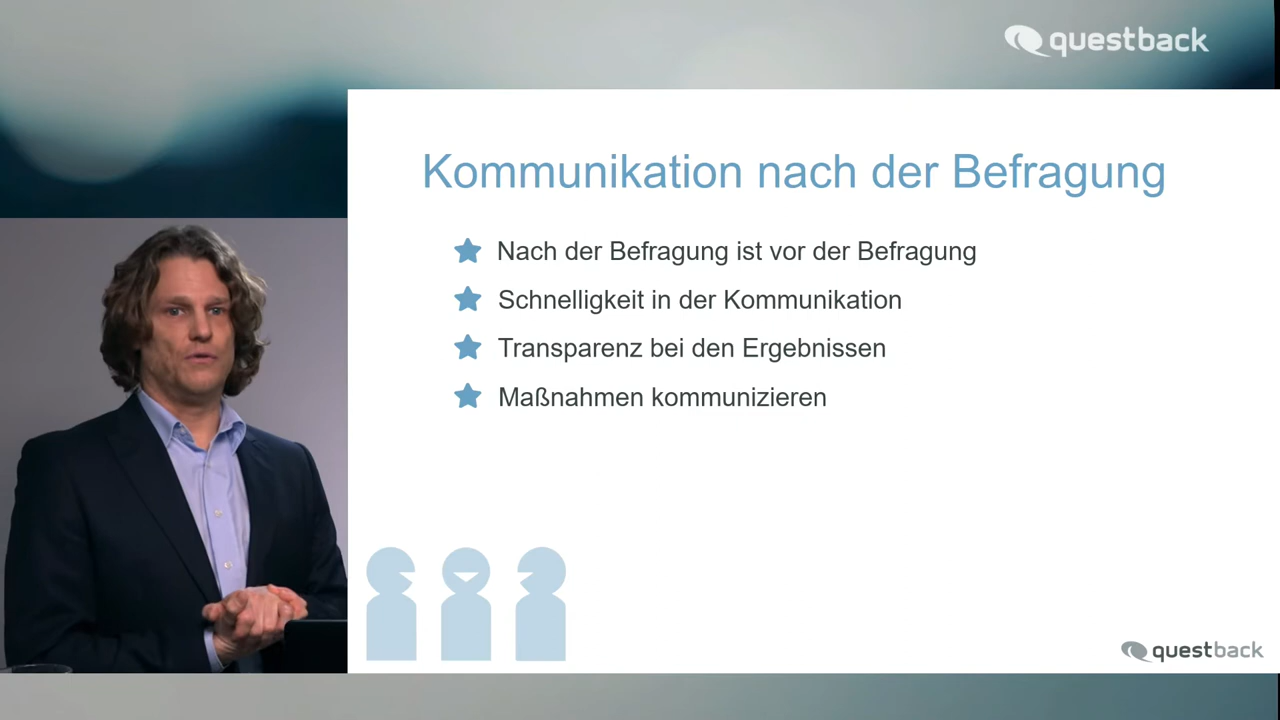 questback
Kommunikation nach der Befragung
Nach der Befragung ist vor der Befragung
Schnelligkeit in der Kommunikation
Transparenz bei den Ergebnissen
Maßnahmen kommunizieren
questback